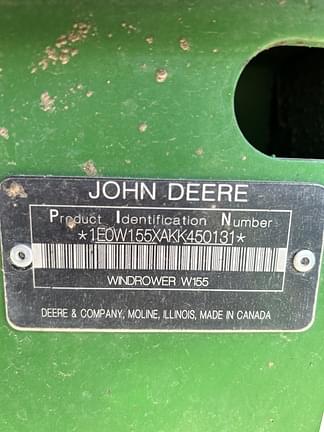 JOHN DEERE
Product Identification Number
*1E0W155XAKK450131*
WINDROWER W155
DEERE & COMPANY, MOLINE, ILLINOIS, MADE IN CANADA